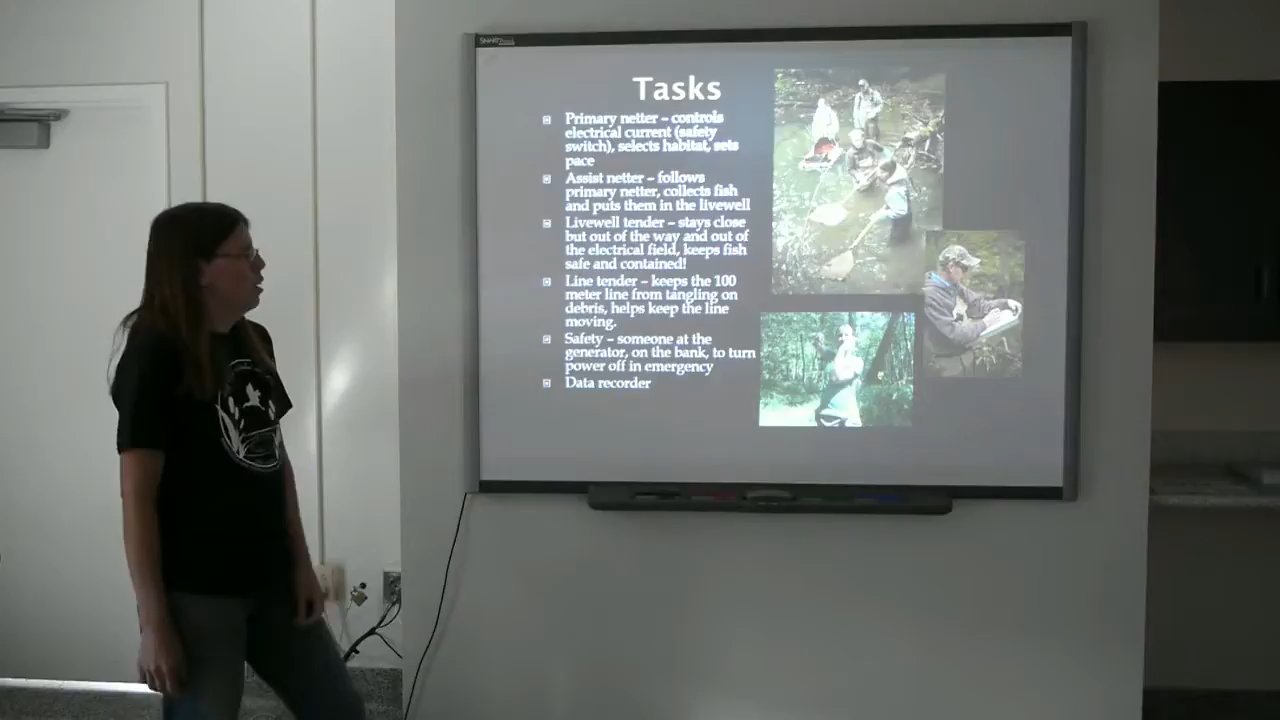 SMART
Tasks
Primary netter – controls
electrical current (safety
switch), selects habitat, sets
pace
Assist netter – follows
primary netter, collects fish
and puts them in the livewell
Livewell tender – stays close
but out of the way and out of
the electrical field, keeps fish
safe and contained!
Line tender – keeps the 100
meter line from tangling on
debris, helps keep the line
moving.
Safety – someone at the
generator, on the bank, to turn
power off in emergency
Data recorder